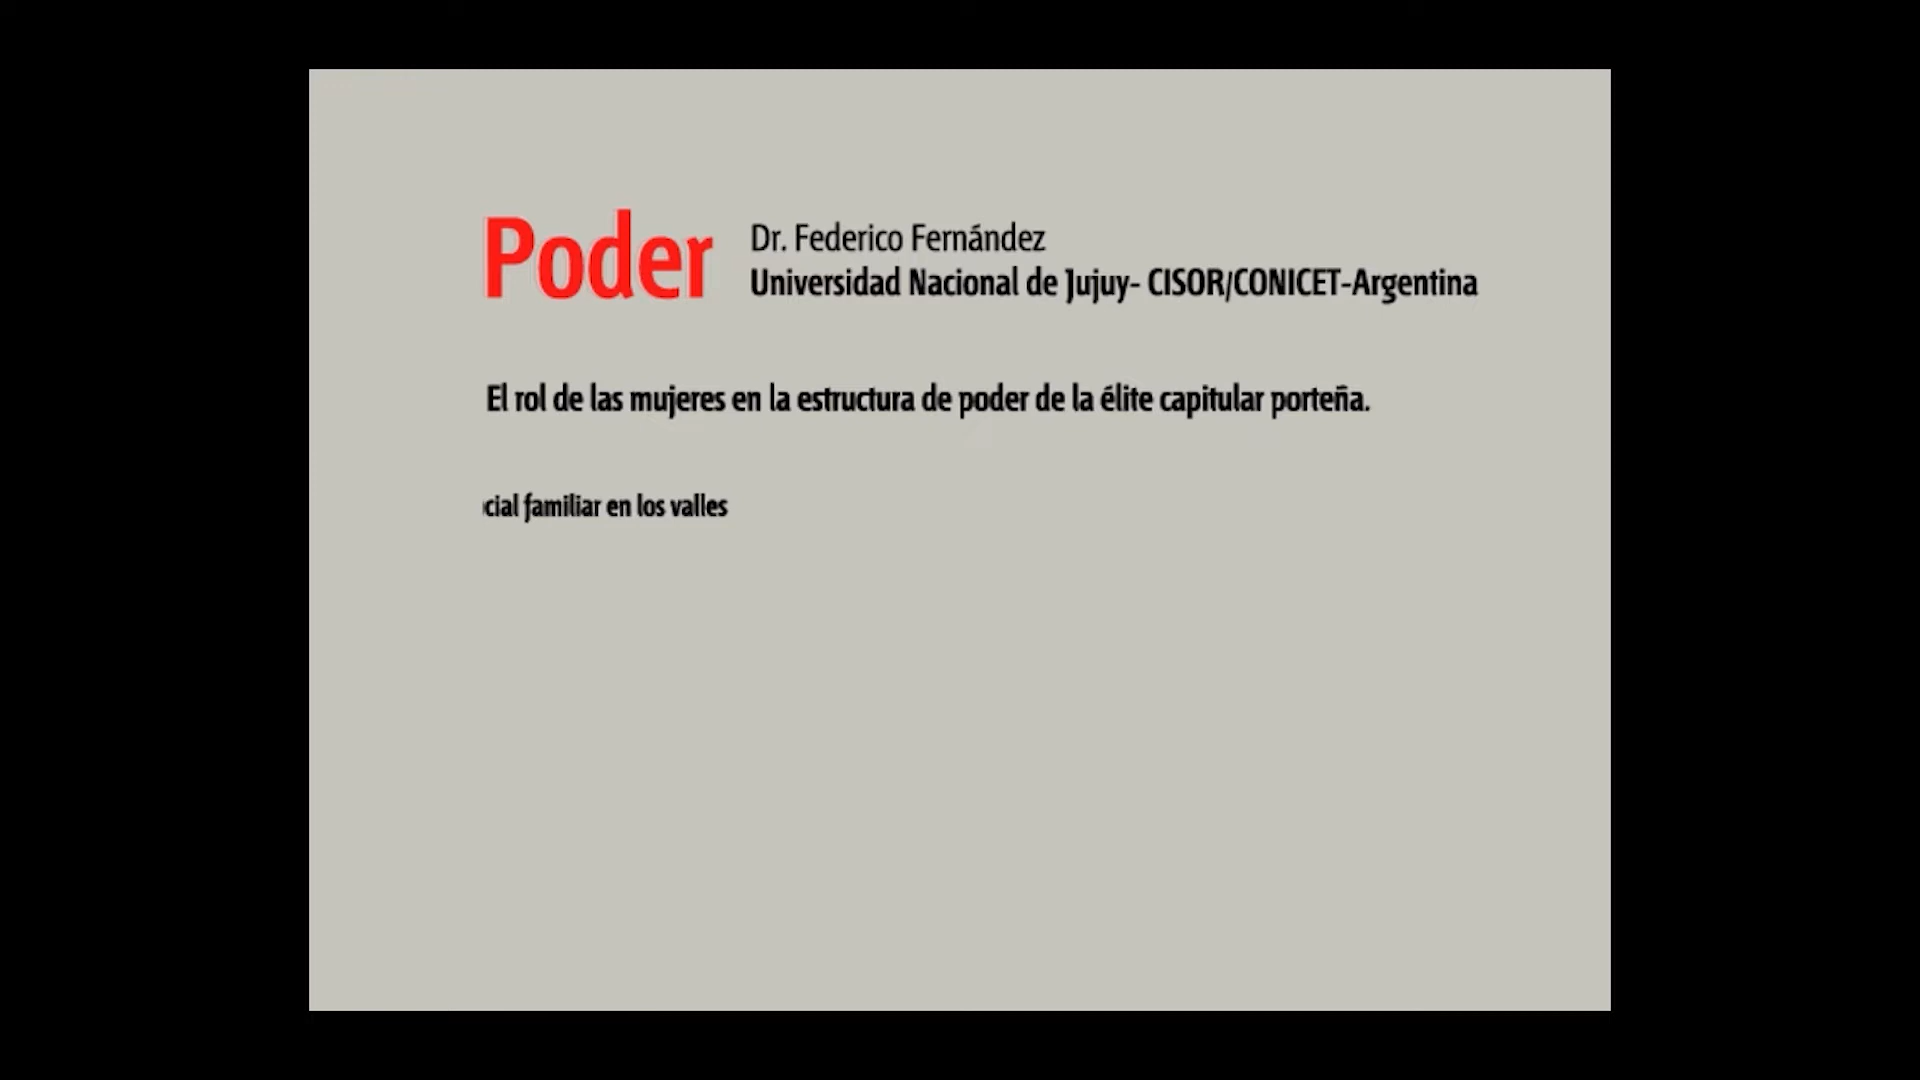 Poder
Dr. Federico Fernández
Universidad Nacional de Jujuy- CISOR/CONICET-Argentina
El rol de las mujeres en la estructura de poder de la élite capitular porteña.
familiar en los valles